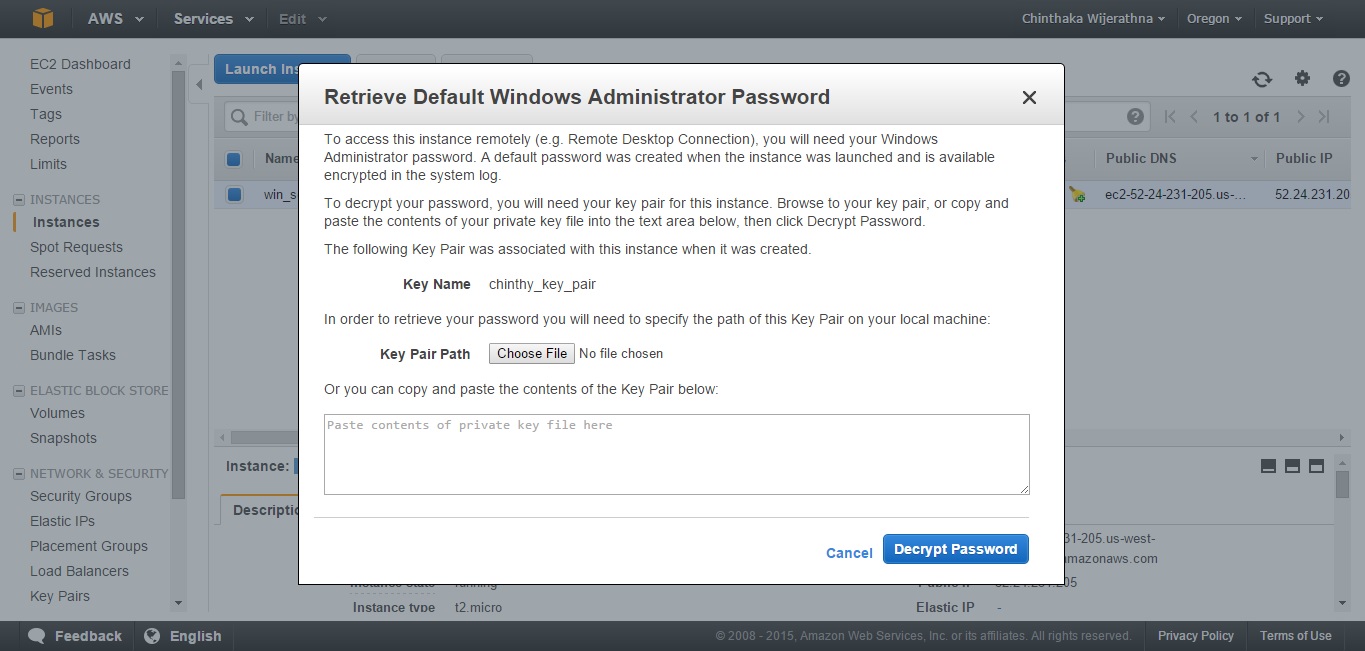 AWS Services Edit Chinthaka Wijerathna Oregon Support
EC2 Dashboard
Events
Tags
Reports
Limits
INSTANCES
Instances
Spot Requests
Reserved Instances
IMAGES
AMIs
Bundle Tasks
ELASTIC BLOCK STORE
Volumes
Snapshots
NETWORK & SECURITY
Security Groups
Elastic IPs
Placement Groups
Load Balancers
Key Pairs
Launch Ins
Filter by
1 to 1 of 1
Name Public DNS Public IP
win_s ec2-52-24-231-205.us-... 52.24.231.20
Retrieve Default Windows Administrator Password
To access this instance remotely (e.g. Remote Desktop Connection), you will need your Windows
Administrator password. A default password was created when the instance was launched and is available
encrypted in the system log.
To decrypt your password, you will need your key pair for this instance. Browse to your key pair, or copy and
paste the contents of your private key file into the text area below, then click Decrypt Password.
The following Key Pair was associated with this instance when it was created.
Key Name chinthy_key_pair
In order to retrieve your password you will need to specify the path of this Key Pair on your local machine:
Key Pair Path Choose File No file chosen
Or you can copy and paste the contents of the Key Pair below:
Paste contents of private key file here
Cancel Decrypt Password
Instance:
Descriptio
31-205.us-west-
mazonaws.com
Instance state running Public IP 52.24.231.205
Instance type t2.micro Elastic IP -
Feedback English © 2008 - 2015, Amazon Web Services, Inc. or its affiliates. All rights reserved. Privacy Policy Terms of Use